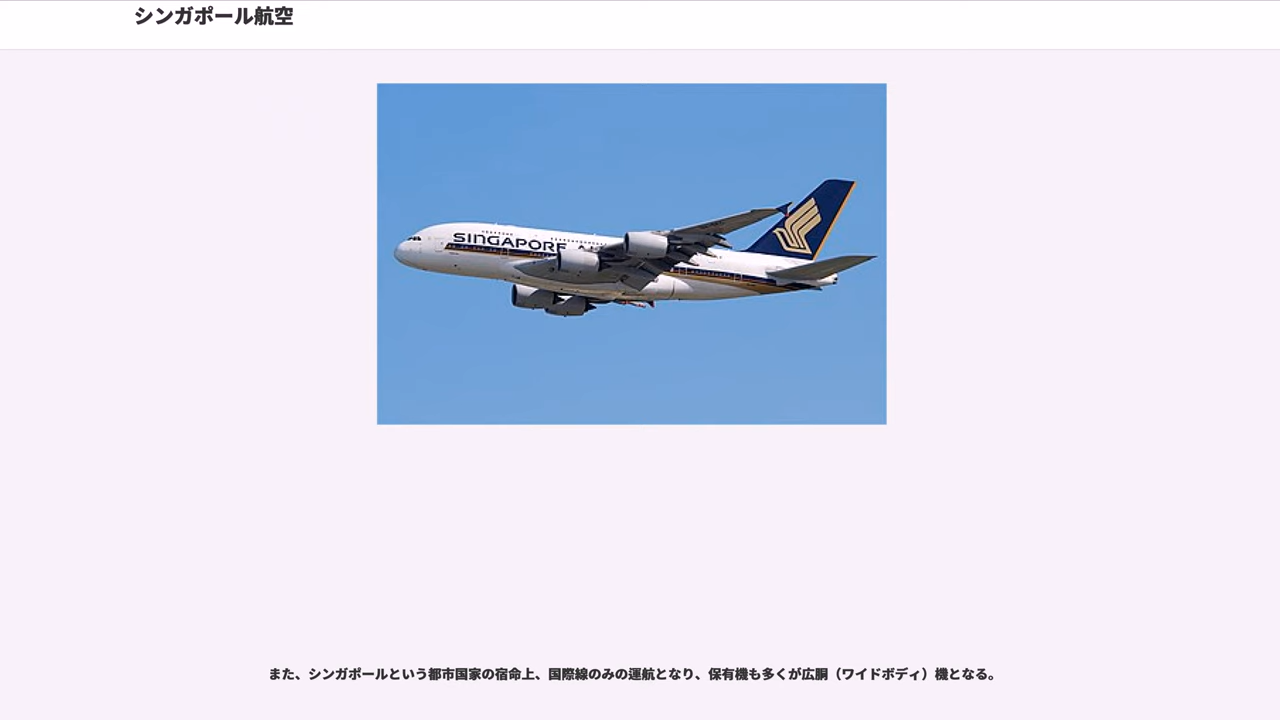 シンガポール航空
SINGAPORE
また、シンガポールという都市国家の宿命上、国際線のみの運航となり、保有機も多くが広胴（ワイドボディ）機となる。